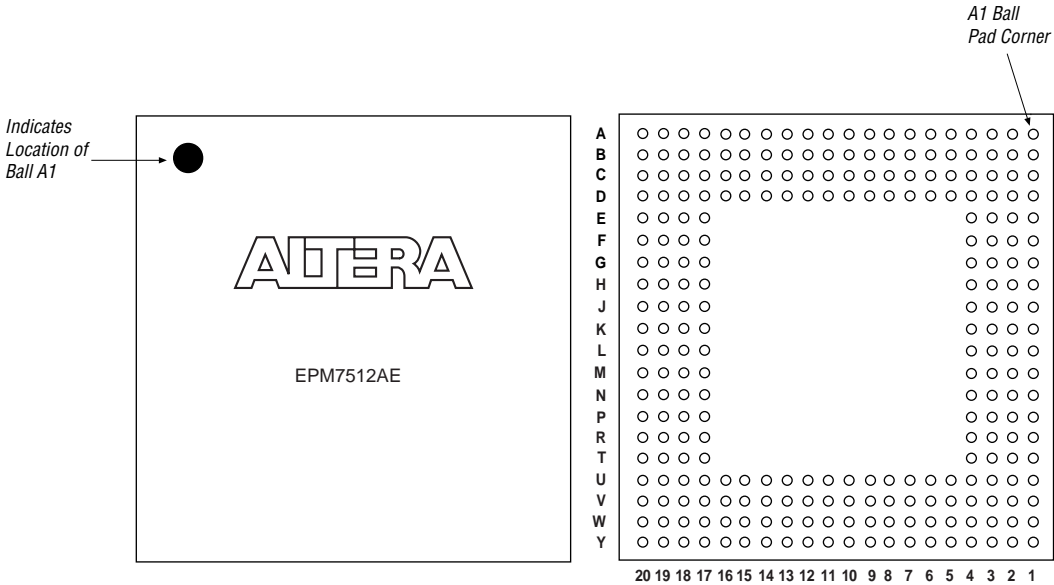 A1 Ball
Pad Corner
Indicates
Location of
Ball A1
ALTERA
EPM7512AE
A
B
C
D
E
F
G
H
J
K
L
M
N
P
R
T
U
V
W
Y
20 19 18 17 16 15 14 13 12 11 10 9 8 7 6 5 4 3 2 1